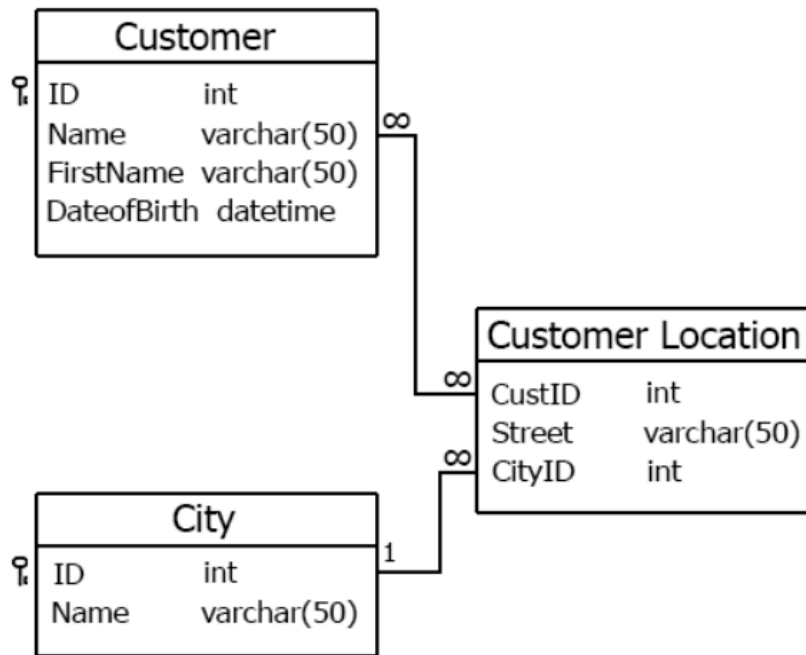 Customer
ID int
Name varchar(50)
FirstName varchar(50)
DateofBirth datetime
∞
∞
Customer Location
CustID int
Street varchar(50)
CityID int
∞
City
1
ID int
Name varchar(50)